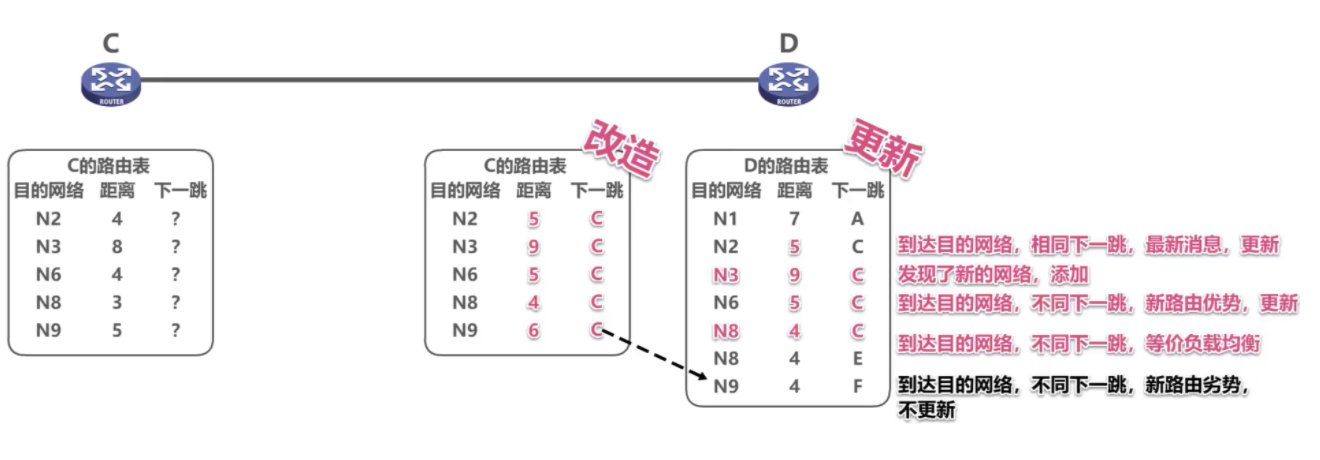 C
D
ROUTER
ROUTER
改造
更新
C的路由表
目的网络 距离 下一跳
N2 4 ?
N3 8 ?
N6 4 ?
N8 3 ?
N9 5 ?
C的路由表
目的网络 距离 下一跳
N2 5 C
N3 9 C
N6 5 C
N8 4 C
N9 6 C
D的路由表
目的网络 距离 下一跳
N1 7 A
N2 5 C
N3 9 C
N6 5 C
N8 4 C
N8 4 E
N9 4 F
到达目的网络，相同下一跳，最新消息，更新
发现了新的网络，添加
到达目的网络，不同下一跳，新路由优势，更新
到达目的网络，不同下一跳，等价负载均衡
到达目的网络，不同下一跳，新路由劣势，
不更新